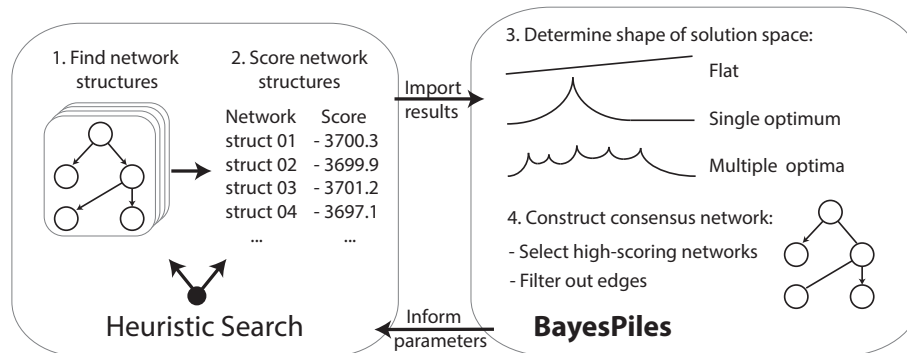 1. Find network
structures
2. Score network
structures
Network Score
struct 01 - 3700.3
struct 02 - 3699.9
struct 03 - 3701.2
struct 04 - 3697.1
... ...
Heuristic Search
Import
results
Inform
parameters
3. Determine shape of solution space:
Flat
Single optimum
Multiple optima
4. Construct consensus network:
- Select high-scoring networks
- Filter out edges
BayesPiles